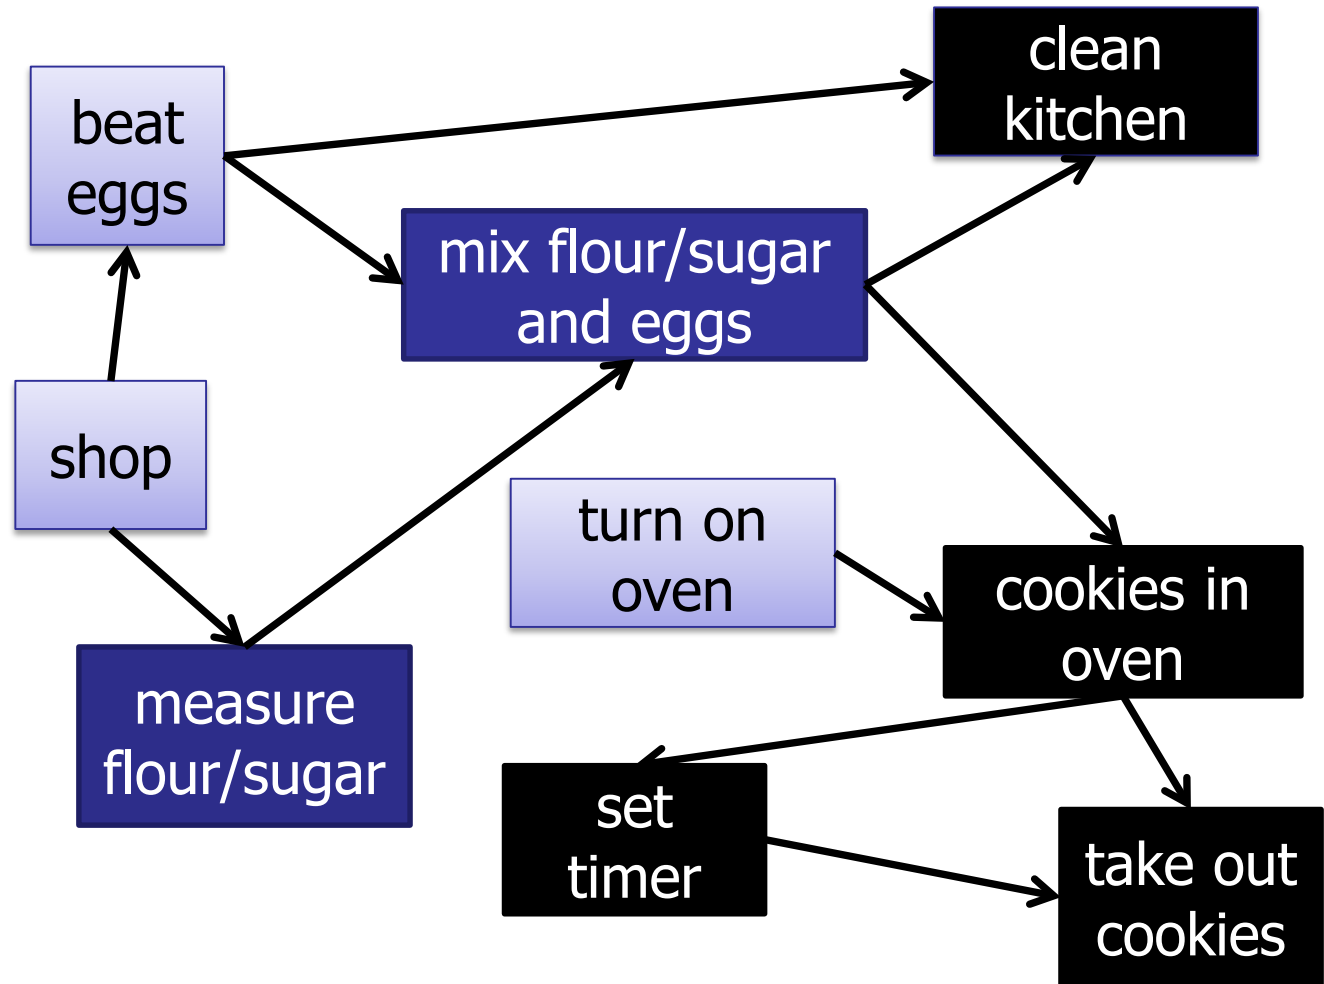 beat
eggs
clean
kitchen
mix flour/sugar
and eggs
shop
turn on
oven
cookies in
oven
measure
flour/sugar
set
timer
take out
cookies